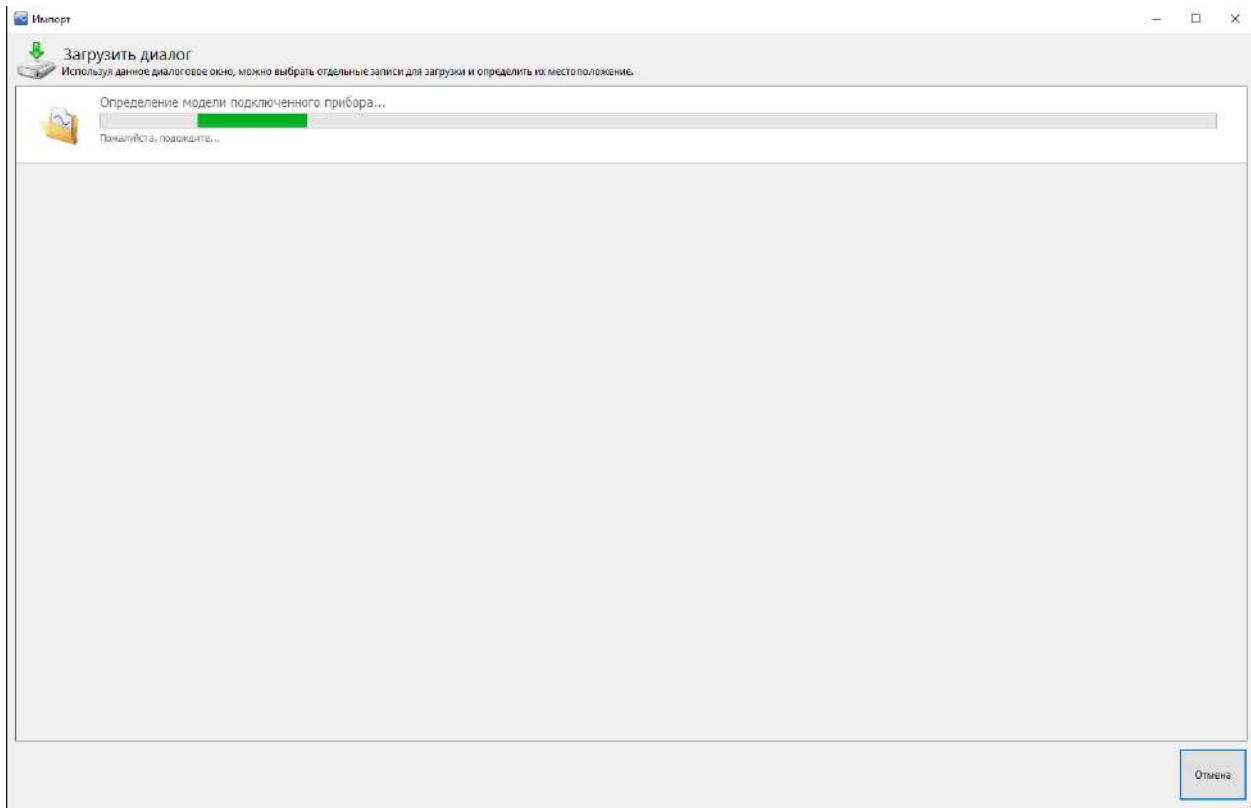 Импорт
Загрузить диалог
Используя данное диалоговое окно, можно выбрать отдельные записи для загрузки и определить их местоположение.
Определение модели подключенного прибора...
Пожалуйста, подождите...
Отмена